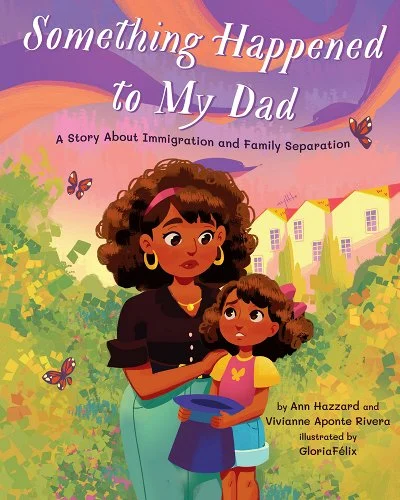 Something Happened
to My Dad
A Story About Immigration and Family Separation
by Ann Hazzard and
Vivianne Aponte Rivera
illustrated by
GloriaFélix